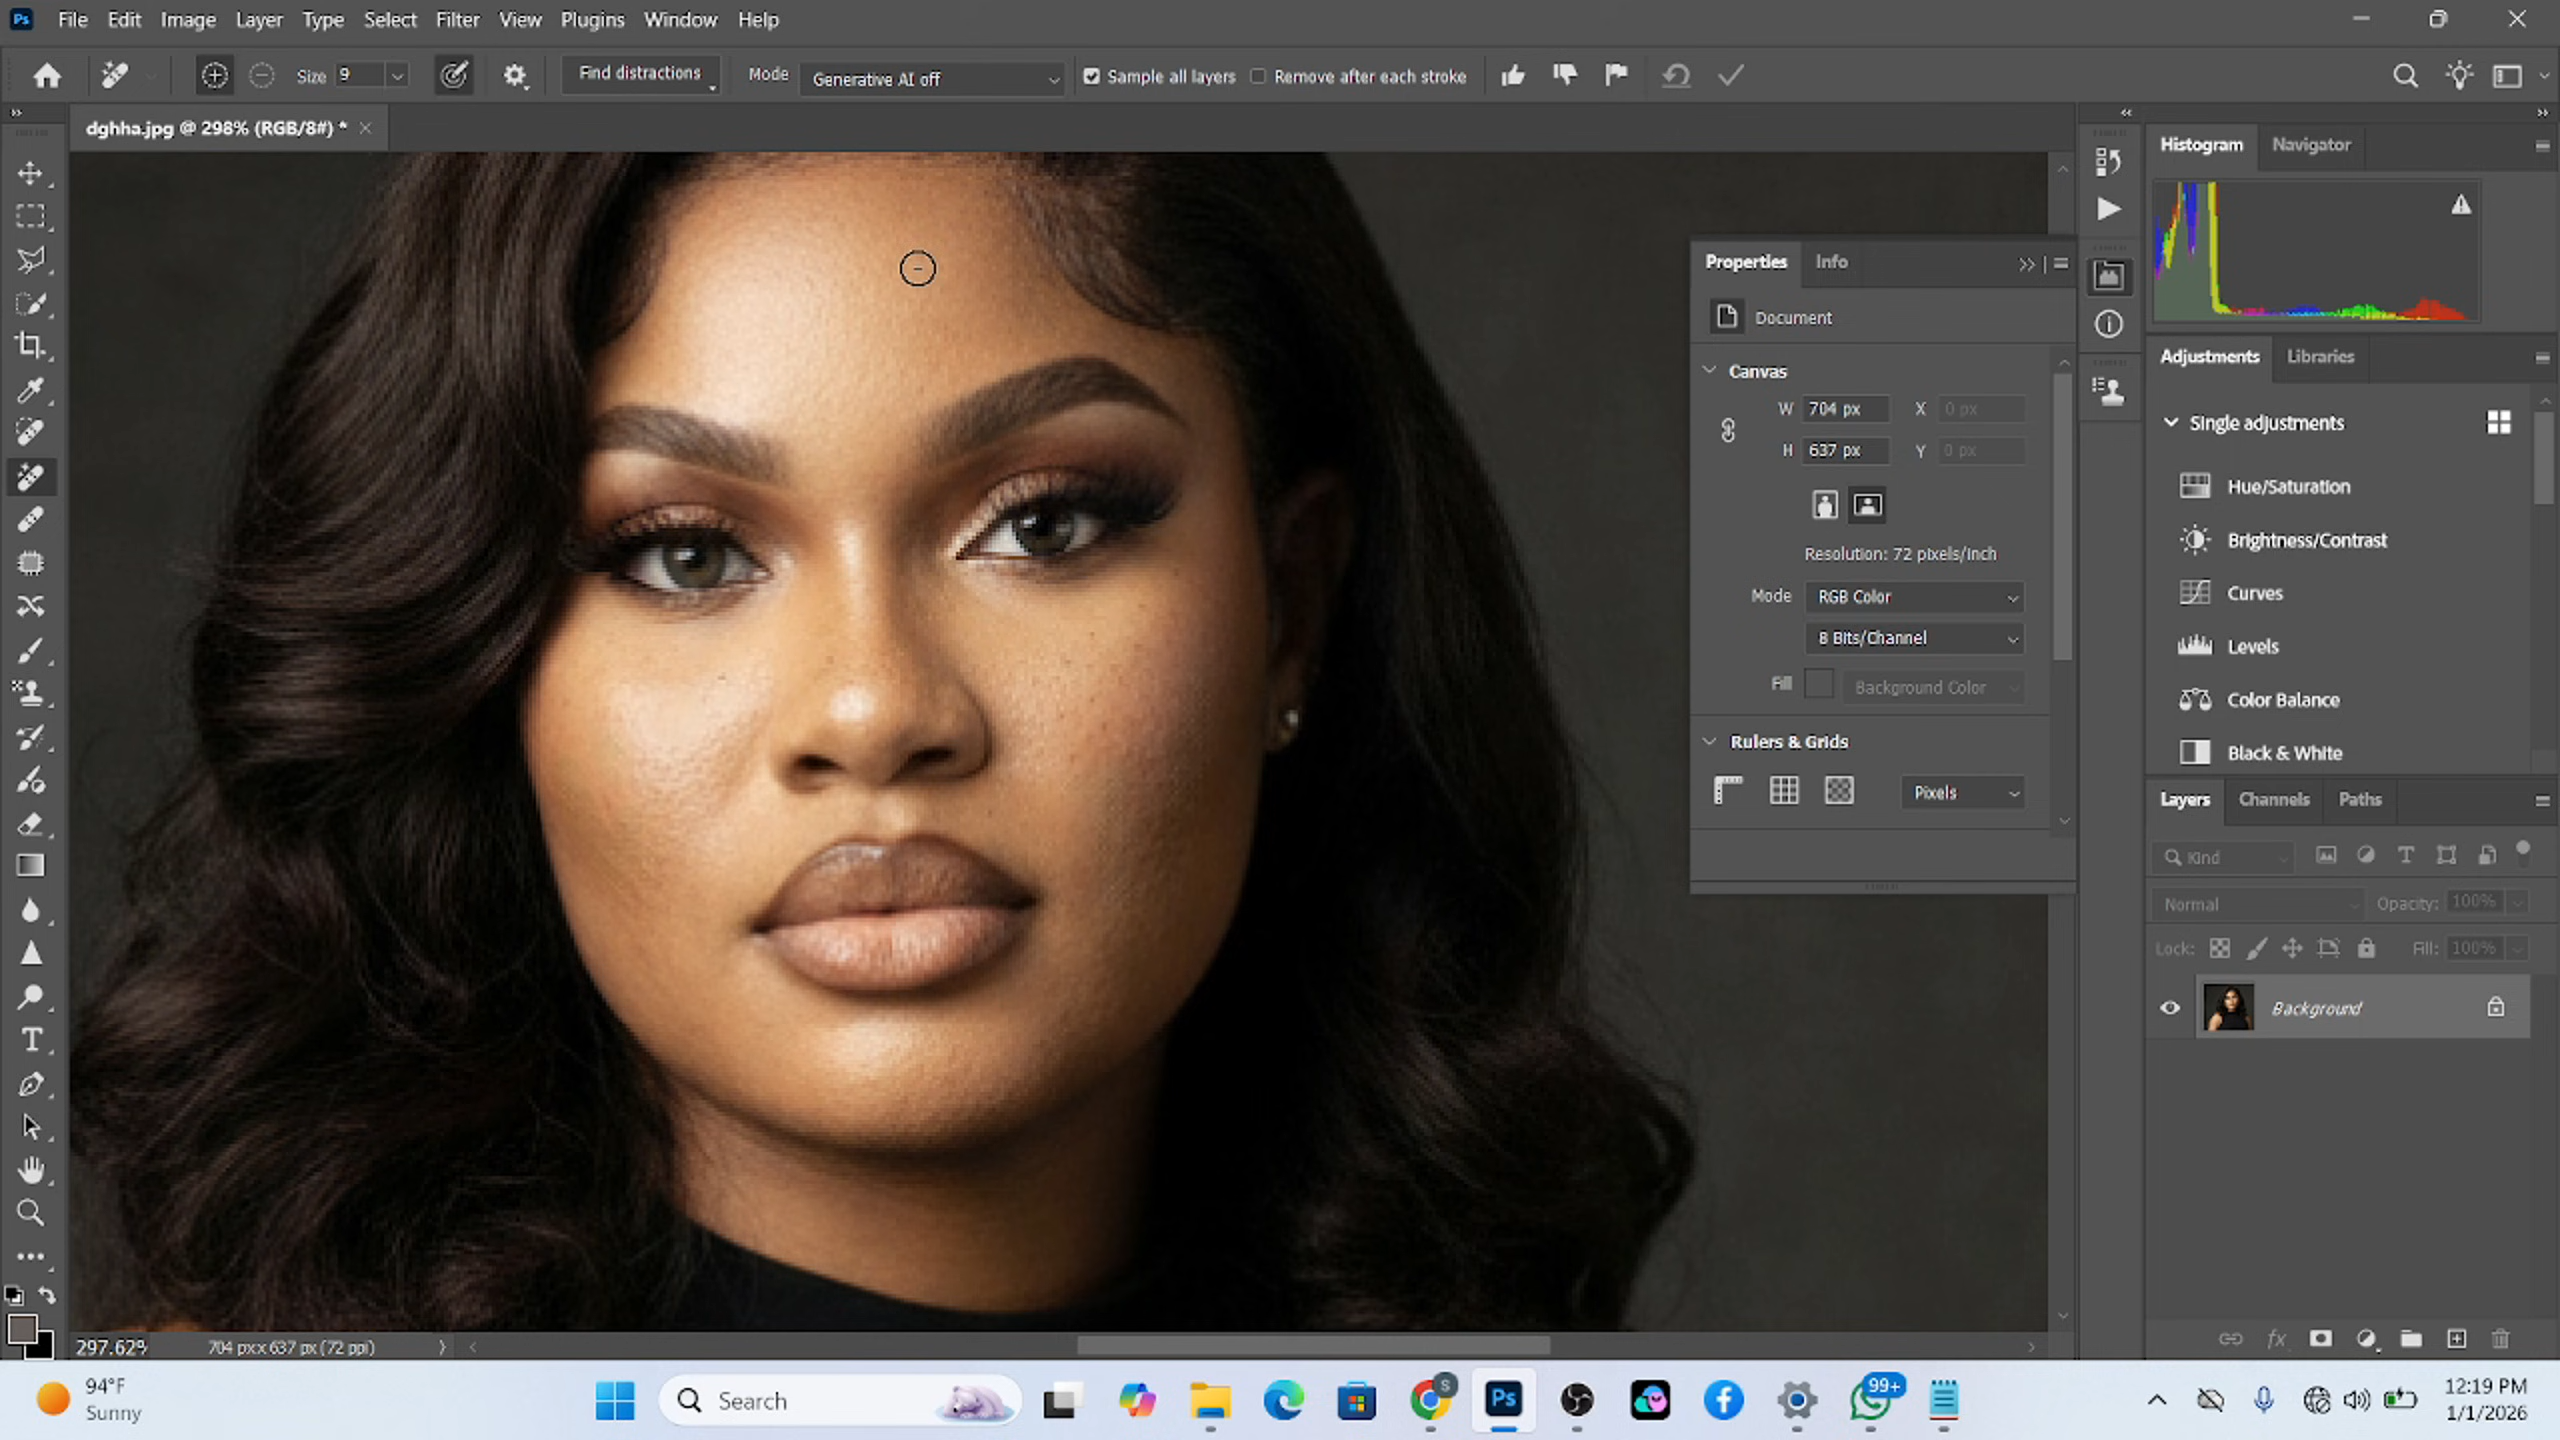 Ps File Edit Image Layer Type Select Filter View Plugins Window Help
Size 9 Find distractions Mode Generative AI off Sample all layers Remove after each stroke
dghha.jpg @ 298% (RGB/8#) *
Histogram Navigator
Properties Info
Document
Canvas
W 704 px X 0 px
H 637 px Y 0 px
Resolution: 72 pixels/inch
Mode RGB Color
8 Bits/Channel
Fill Background Color
Rulers & Grids
Pixels
Adjustments Libraries
Single adjustments
Hue/Saturation
Brightness/Contrast
Curves
Levels
Color Balance
Black & White
Layers Channels Paths
Kind
Normal Opacity: 100%
Lock: Fill: 100%
Background
fx
297.62% 704 px x 637 px (72 ppi)
94°F
Sunny
Search
S
Ps
99+
12:19 PM
1/1/2026